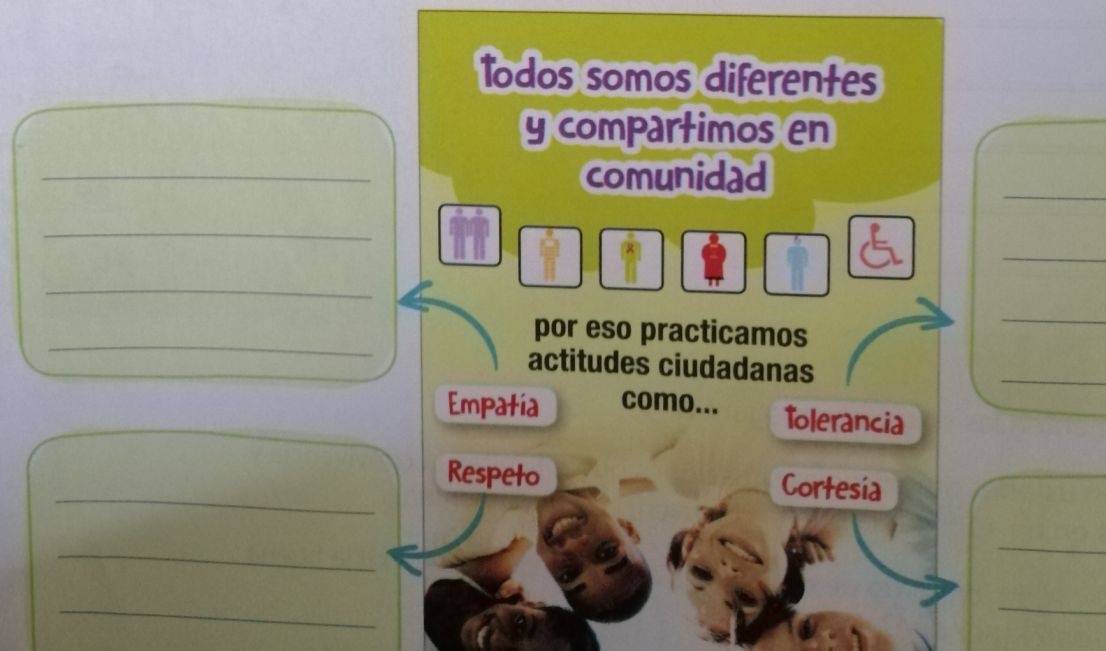 Todos somos diferentes
y compartimos en
comunidad
por eso practicamos
actitudes ciudadanas
como...
Empatía
Tolerancia
Respeto
Cortesía